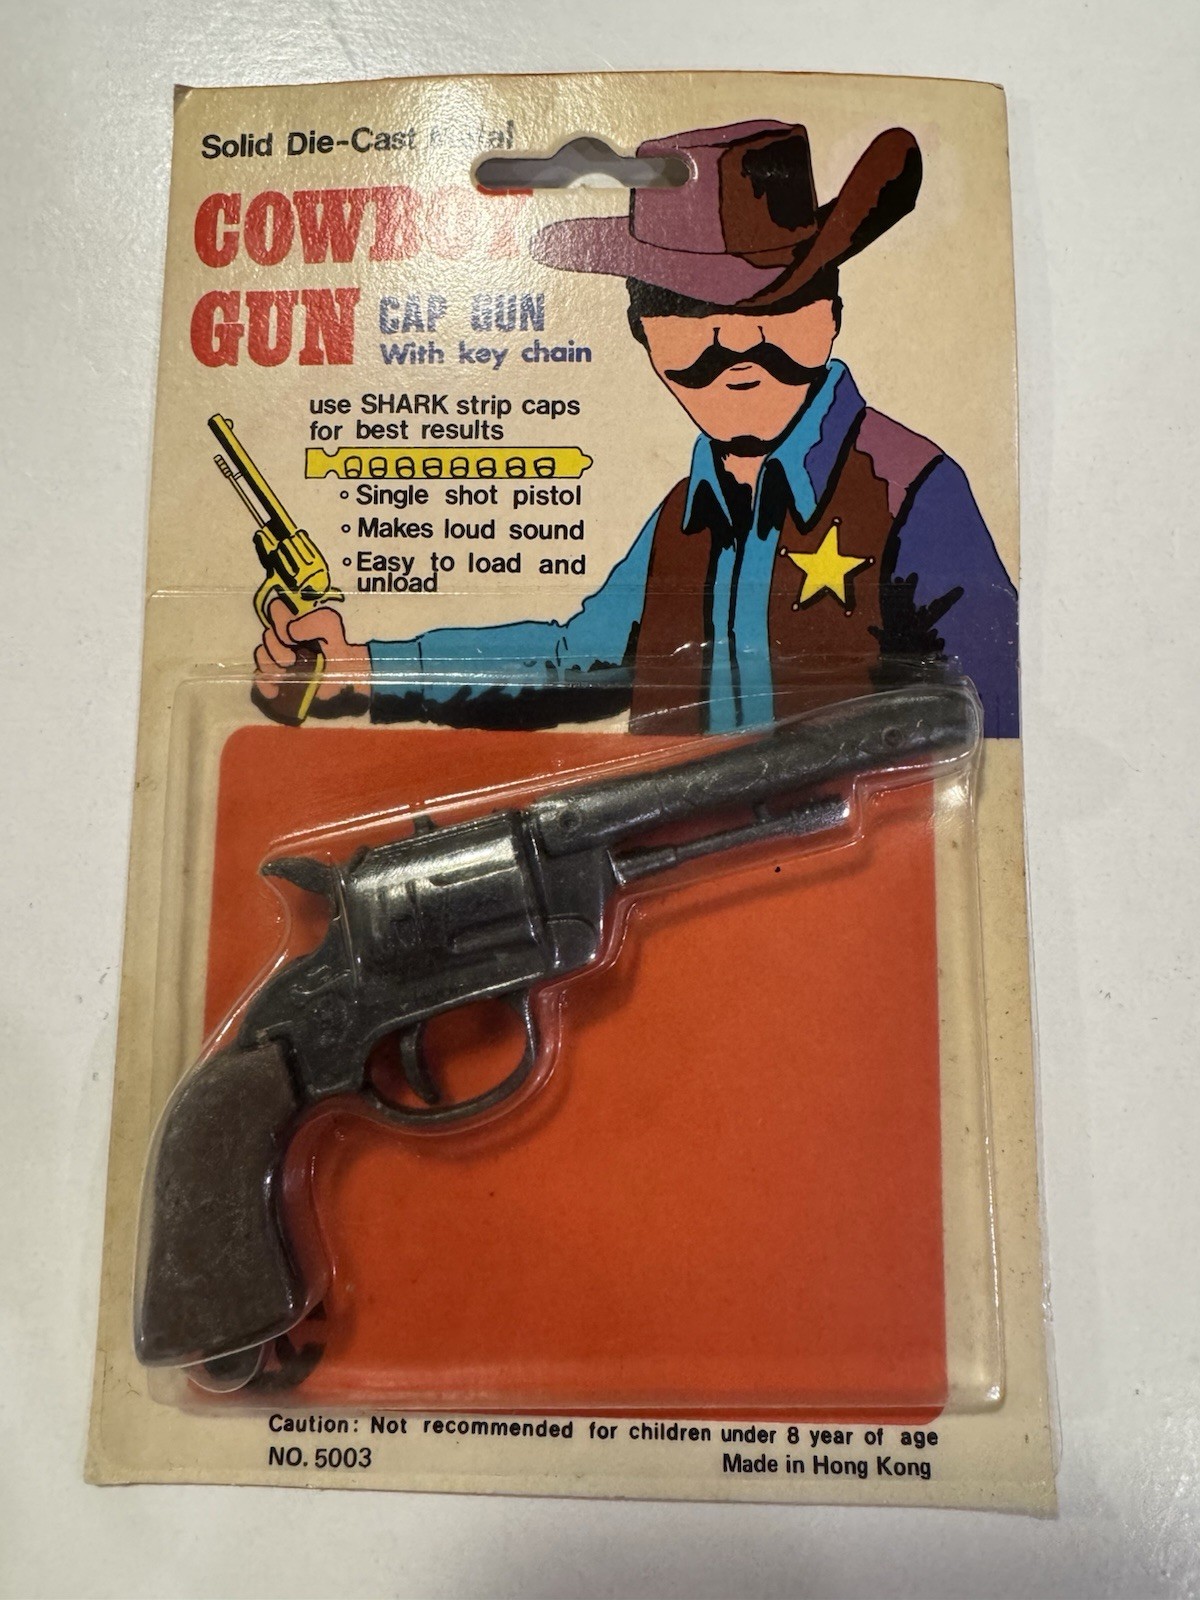 Solid Die-Cast Metal
COWBOY
GUN CAP GUN
With key chain
use SHARK strip caps
for best results
Single shot pistol
Makes loud sound
Easy to load and
unload
Caution: Not recommended for children under 8 year of age
NO. 5003
Made in Hong Kong